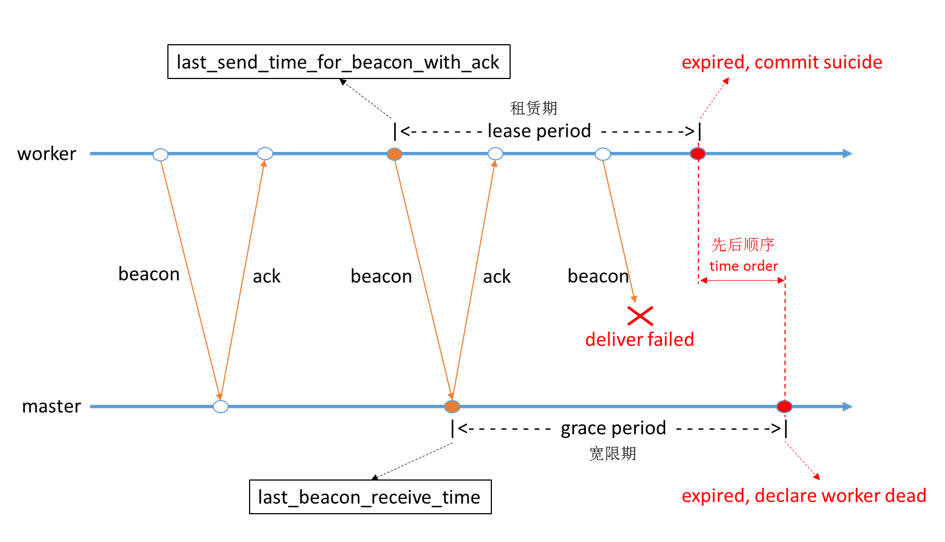 last_send_time_for_beacon_with_ack
expired, commit suicide
租赁期
|<- - - - - - - lease period - - - - - - ->|
worker
beacon
ack
beacon
ack
beacon
先后顺序
time order
deliver failed
master
|<- - - - - - - - grace period - - - - - - - - ->|
宽限期
last_beacon_receive_time
expired, declare worker dead